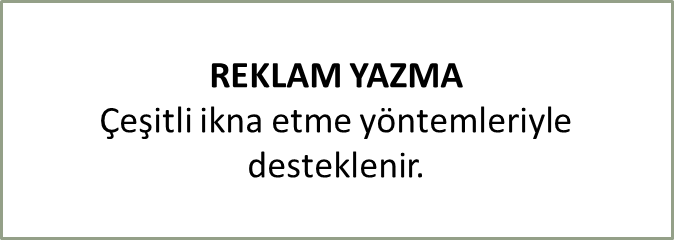 REKLAM YAZMA
Çeşitli ikna etme yöntemleriyle
desteklenir.